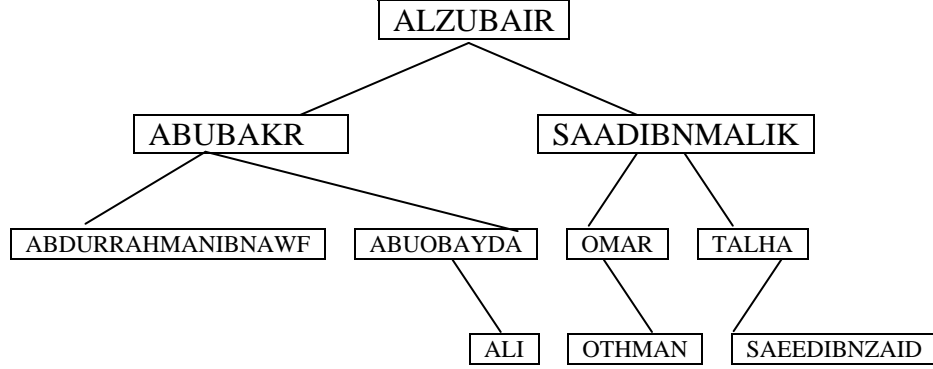 ALZUBAIR
ABUBAKR
SAADIBNMALIK
ABDURRAHMANIBNAWF
ABUOBAYDA
OMAR
TALHA
ALI
OTHMAN
SAEEDIBNZAID